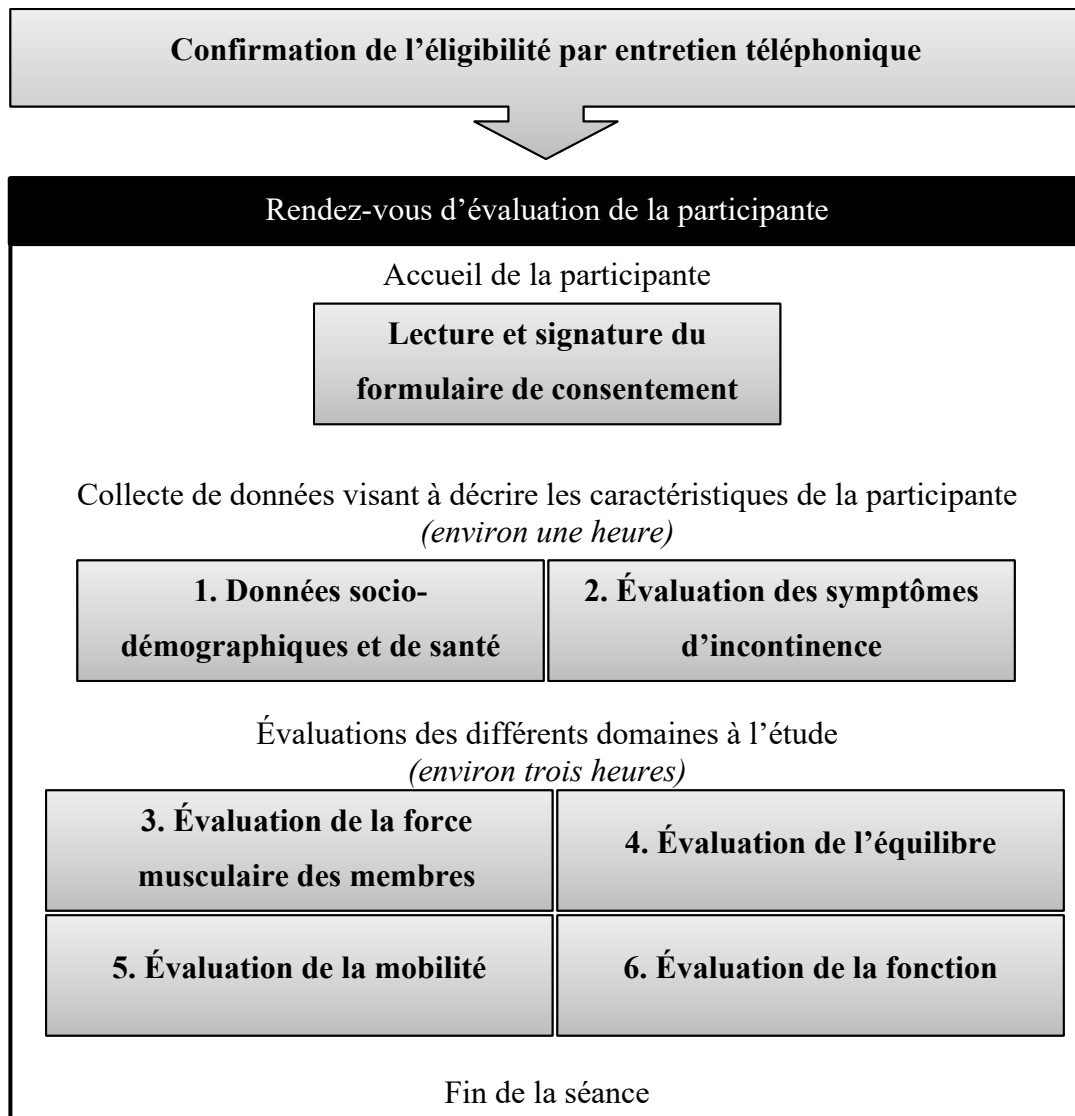 Confirmation de l’éligibilité par entretien téléphonique
Rendez-vous d’évaluation de la participante
Accueil de la participante
Lecture et signature du
formulaire de consentement
Collecte de données visant à décrire les caractéristiques de la participante
(environ une heure)
1. Données socio-
démographiques et de santé
2. Évaluation des symptômes
d’incontinence
Évaluations des différents domaines à l’étude
(environ trois heures)
3. Évaluation de la force
musculaire des membres
4. Évaluation de l’équilibre
5. Évaluation de la mobilité
6. Évaluation de la fonction
Fin de la séance